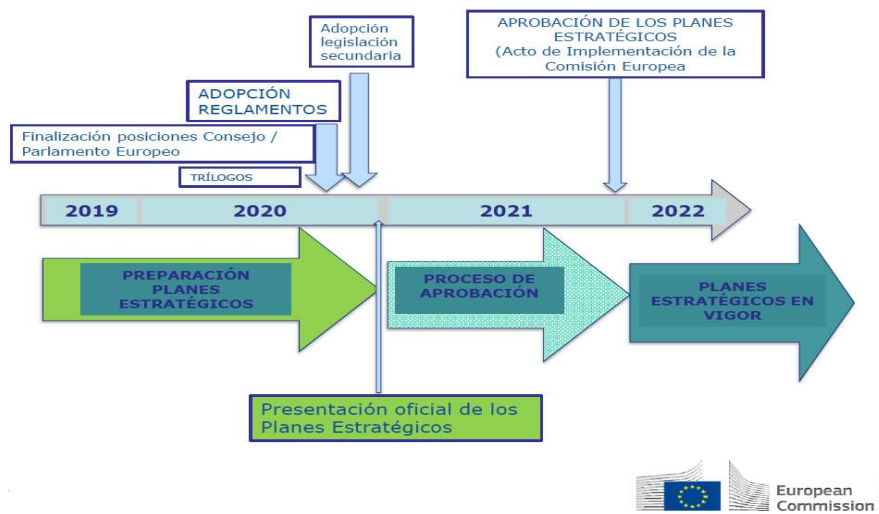 Adopción
legislación
secundaria
APROBACIÓN DE LOS PLANES
ESTRATÉGICOS
(Acto de Implementación de la
Comisión Europea
ADOPCIÓN
REGLAMENTOS
Finalización posiciones Consejo /
Parlamento Europeo
TRÍLOGOS
2019
2020
2021
2022
PREPARACIÓN
PLANES
ESTRATÉGICOS
PROCESO DE
APROBACIÓN
PLANES
ESTRATÉGICOS EN
VIGOR
Presentación oficial de los
Planes Estratégicos
European
Commission